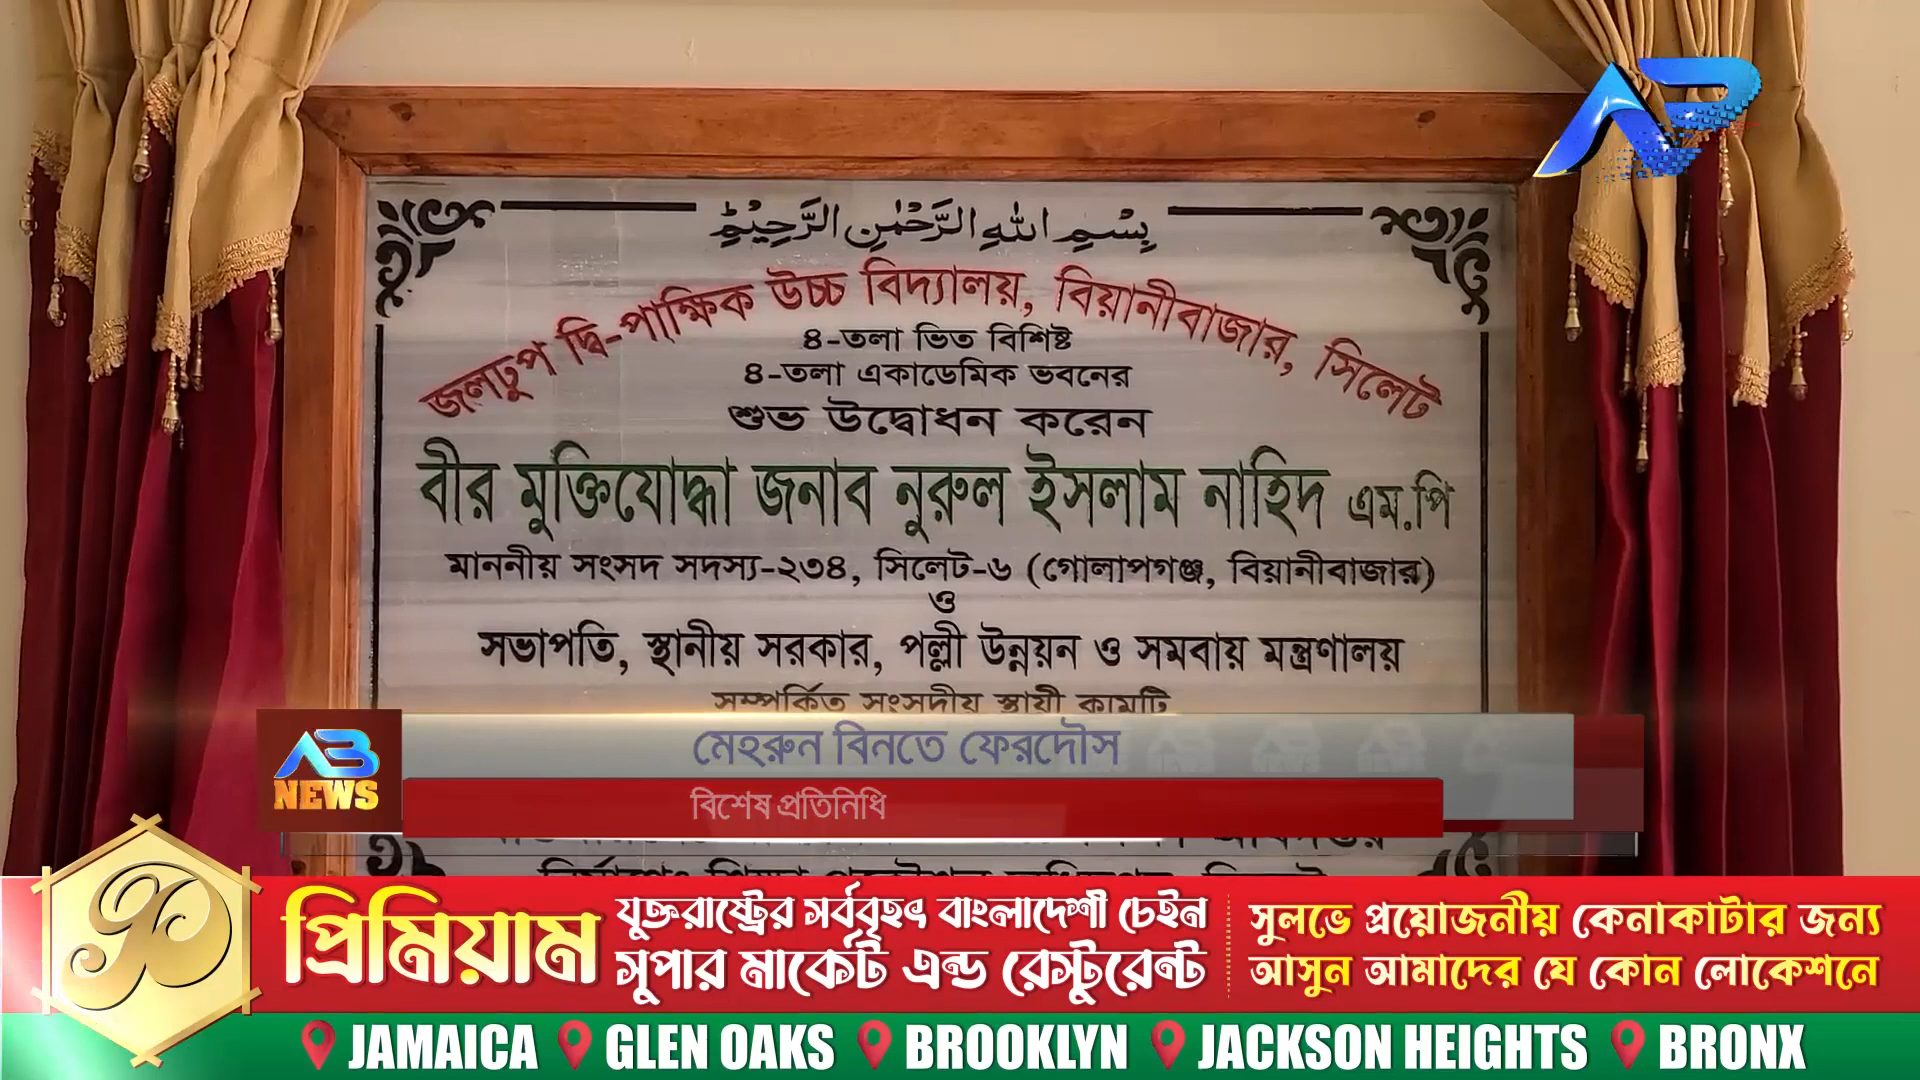 بِسْمِ اللهِ الرَّحْمٰنِ الرَّحِيْمِ
জলঢুপ দ্বি-পাক্ষিক উচ্চ বিদ্যালয়, বিয়ানীবাজার, সিলেট
৪-তলা ভিত বিশিষ্ট
৪-তলা একাডেমিক ভবনের
শুভ উদ্বোধন করেন
বীর মুক্তিযোদ্ধা জনাব নুরুল ইসলাম নাহিদ এম.পি
মাননীয় সংসদ সদস্য-২৩৪, সিলেট-৬ (গোলাপগঞ্জ, বিয়ানীবাজার)
ও
সভাপতি, স্থানীয় সরকার, পল্লী উন্নয়ন ও সমবায় মন্ত্রণালয়
সম্পর্কিত সংসদীয় স্থায়ী কমিটি
মেহরুন বিনতে ফেরদৌস
AB
NEWS
বিশেষ প্রতিনিধি
প্রিমিয়াম
যুক্তরাষ্ট্রের সর্ববৃহৎ বাংলাদেশী চেইন
সুপার মার্কেট এন্ড রেস্টুরেন্ট
সুলভে প্রয়োজনীয় কেনাকাটার জন্য
আসুন আমাদের যে কোন লোকেশনে
JAMAICA GLEN OAKS BROOKLYN JACKSON HEIGHTS BRONX